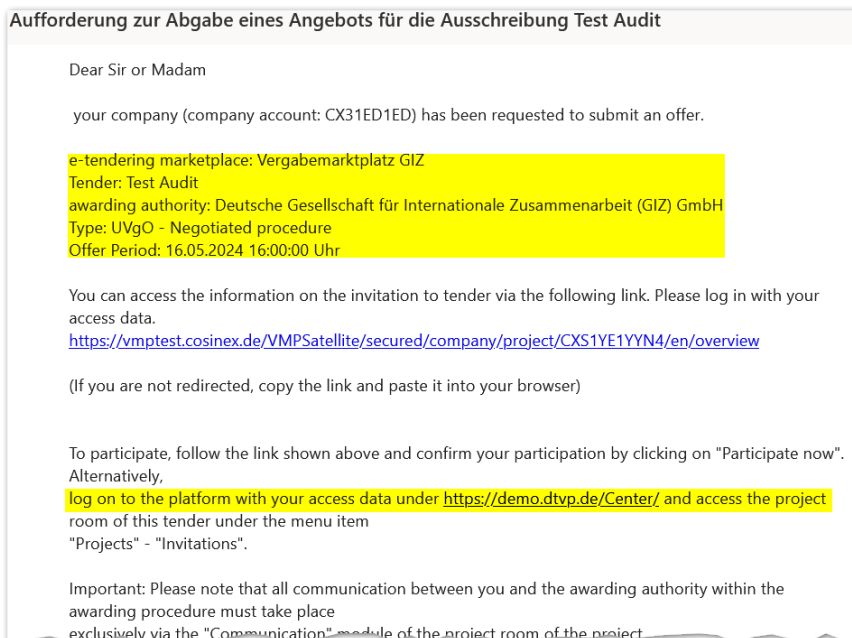 Aufforderung zur Abgabe eines Angebots für die Ausschreibung Test Audit
Dear Sir or Madam
your company (company account: CX31ED1ED) has been requested to submit an offer.
e-tendering marketplace: Vergabemarktplatz GIZ
Tender: Test Audit
awarding authority: Deutsche Gesellschaft für Internationale Zusammenarbeit (GIZ) GmbH
Type: UVgO - Negotiated procedure
Offer Period: 16.05.2024 16:00:00 Uhr
You can access the information on the invitation to tender via the following link. Please log in with your
access data.
https://vmptest.cosinex.de/VMPSatellite/secured/company/project/CXS1YE1YYN4/en/overview
(If you are not redirected, copy the link and paste it into your browser)
To participate, follow the link shown above and confirm your participation by clicking on "Participate now".
Alternatively,
log on to the platform with your access data under https://demo.dtvp.de/Center/ and access the project
room of this tender under the menu item
"Projects" - "Invitations".
Important: Please note that all communication between you and the awarding authority within the
awarding procedure must take place
exclusively via the "Communication" module of the project room of the project